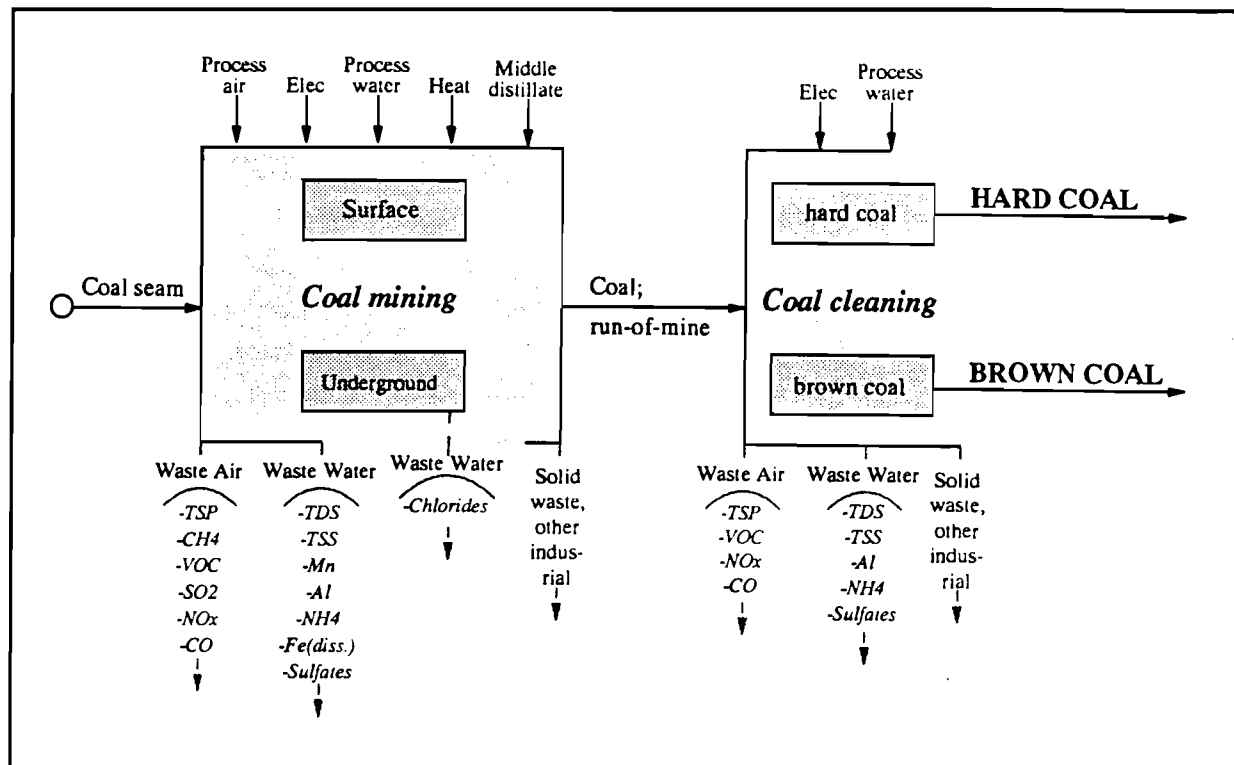 Process
air
Elec
Process
water
Heat
Middle
distillate
Elec
Process
water
Surface
hard coal
HARD COAL
Coal seam
Coal mining
Coal;
run-of-mine
Coal cleaning
Underground
brown coal
BROWN COAL
Waste Air
-TSP
-CH4
-VOC
-SO2
-NOx
-CO
Waste Water
-TDS
-TSS
-Mn
-Al
-NH4
-Fe(diss.)
-Sulfates
Waste Water
-Chlorides
Solid
waste,
other
indus-
rial
Waste Air
-TSP
-VOC
-NOx
-CO
Waste Water
-TDS
-TSS
-Al
-NH4
-Sulfates
Solid
waste,
other
indus-
rial